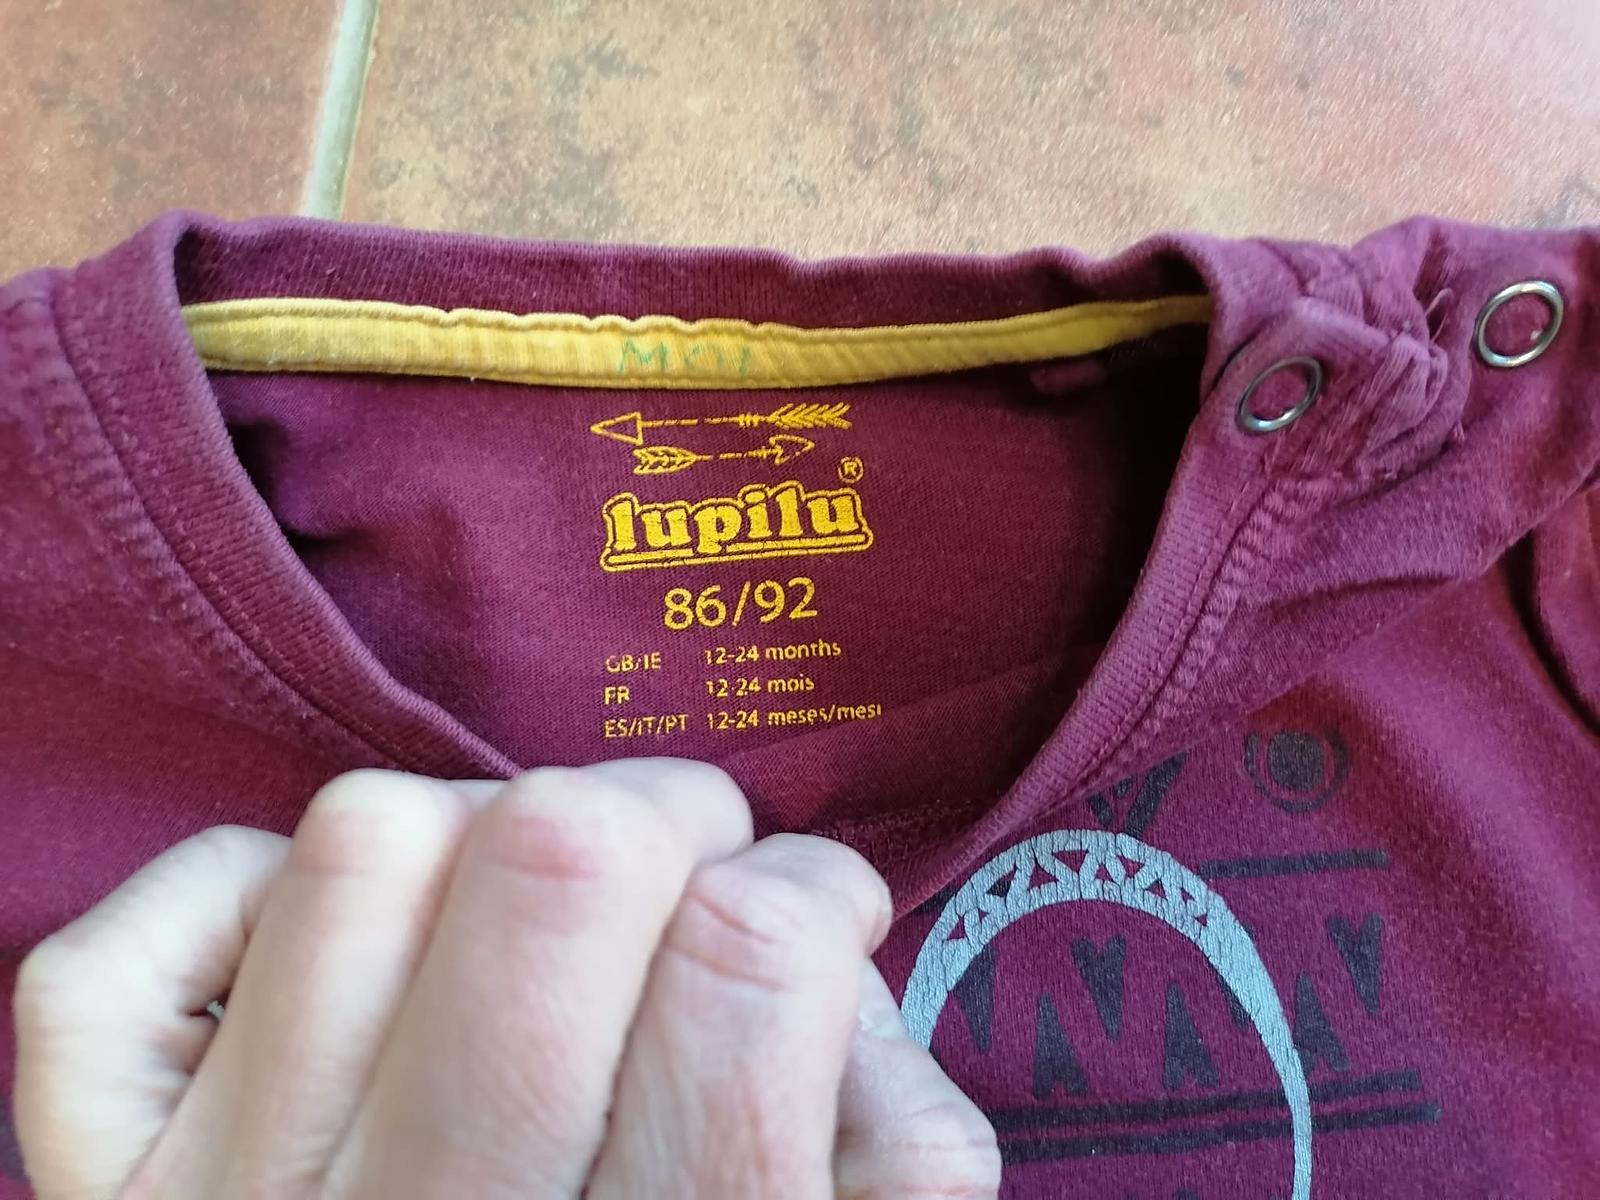 lupilu®
86/92
GB/IE 12-24 months
FR 12-24 mois
ES/IT/PT 12-24 meses/mesi